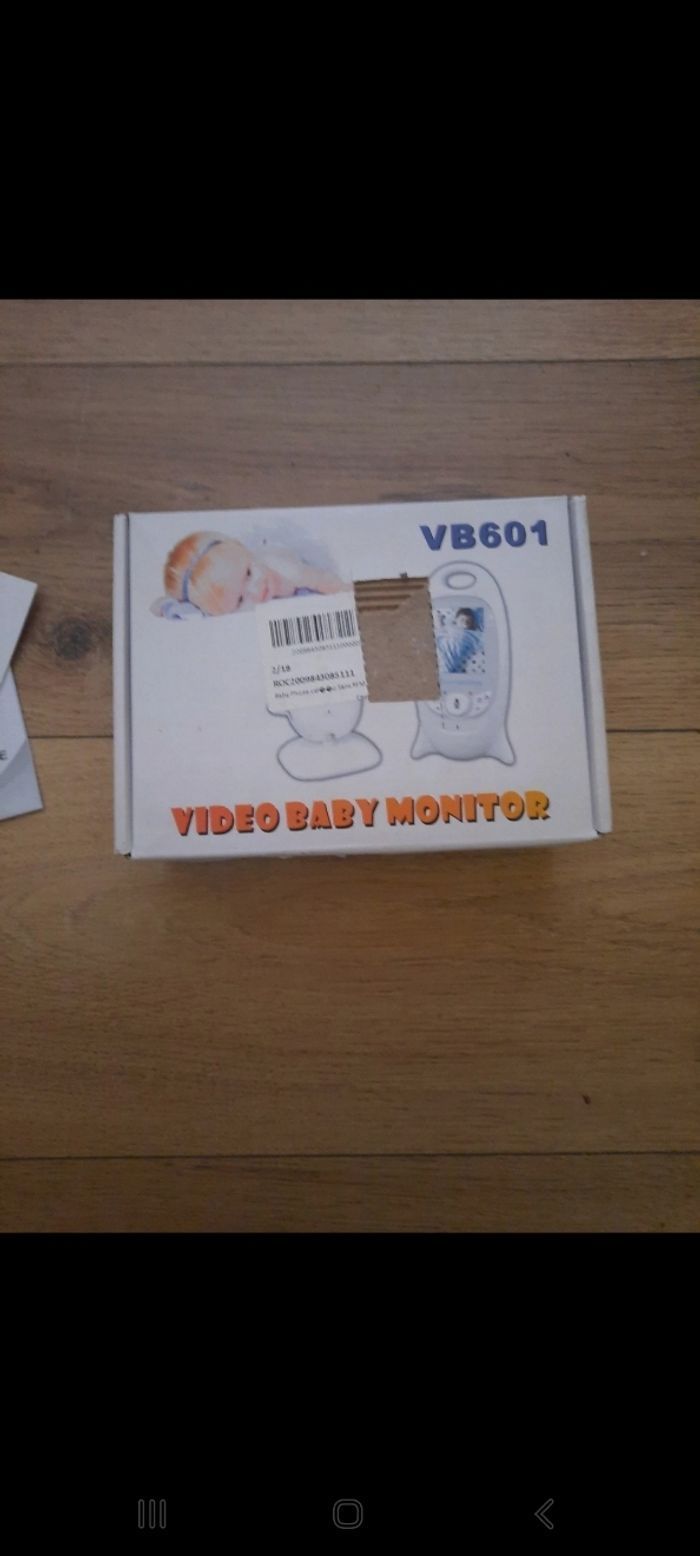 VB601
2/18
ROC2009843085111
VIDEO BABY MONITOR
E